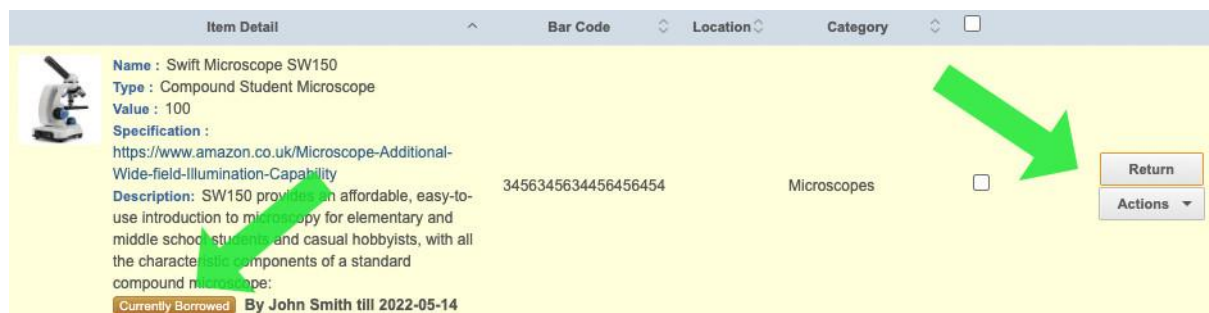 Item Detail Bar Code Location Category
Name : Swift Microscope SW150
Type : Compound Student Microscope
Value : 100
Specification :
https://www.amazon.co.uk/Microscope-Additional-
Wide-field-Illumination-Capability
Description: SW150 provides an affordable, easy-to-
use introduction to microscopy for elementary and
middle school students and casual hobbyists, with all
the characteristic components of a standard
compound microscope:
Currently Borrowed By John Smith till 2022-05-14
3456345634456456454
Microscopes
Return
Actions